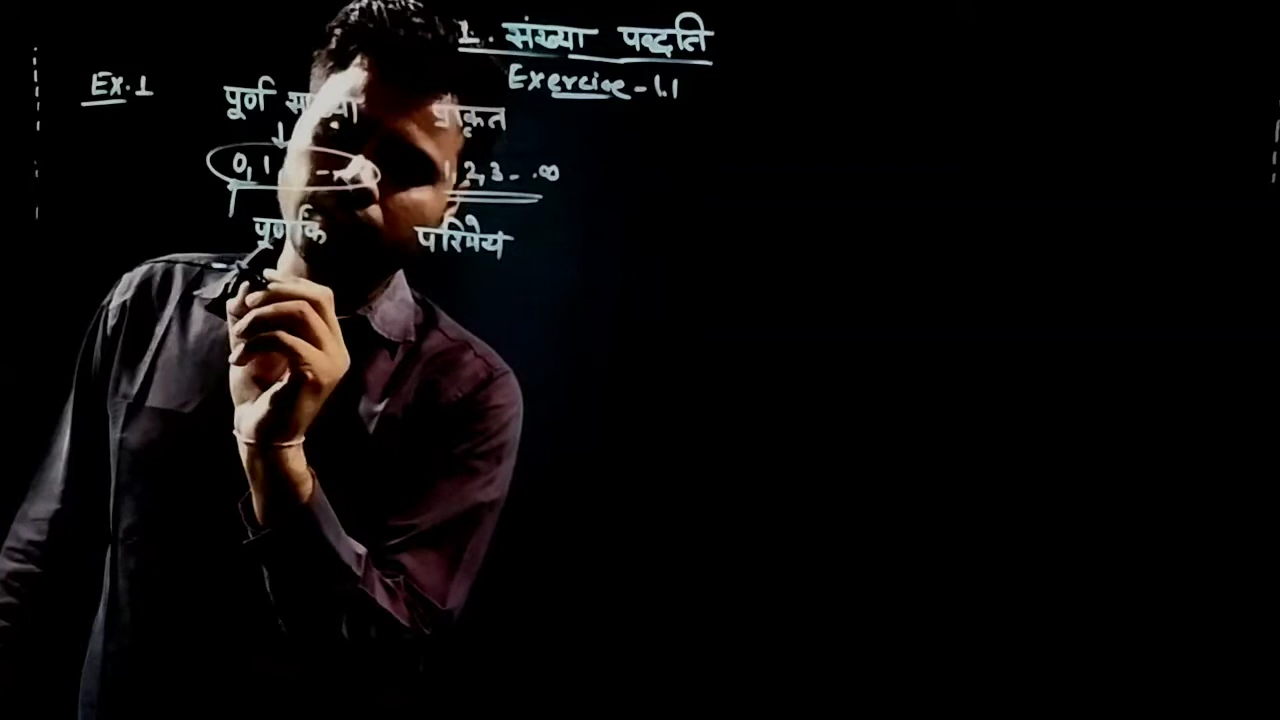 1. संख्या पद्धति
Exercise-1.1
Ex.1
पूर्ण संख्या प्राकृत
0, 1 1, 2, 3 - . ∞
पूर्णांक परिमेय